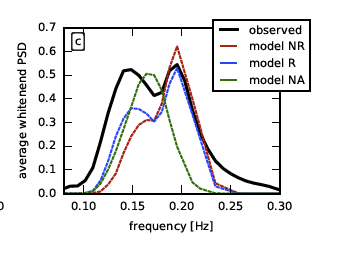 c
observed
model NR
model R
model NA
average whitenend PSD
0.7
0.6
0.5
0.4
0.3
0.2
0.1
0.0
0
0.10
0.15
0.20
0.25
0.30
frequency [Hz]